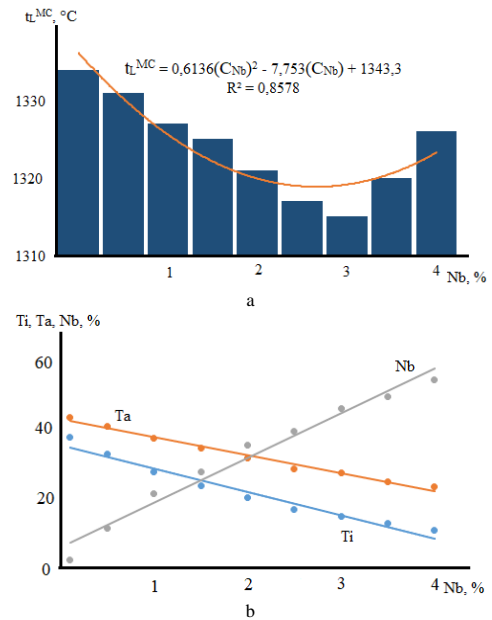 tL^MC, °C
tL^MC = 0,6136(CNb)² - 7,753(CNb) + 1343,3
R² = 0,8578
1330
1320
1310
1 2 3 4 Nb, %
a
Ti, Ta, Nb, %
60
Nb
Ta
40
20
Ti
0
1 2 3 4 Nb, %
b